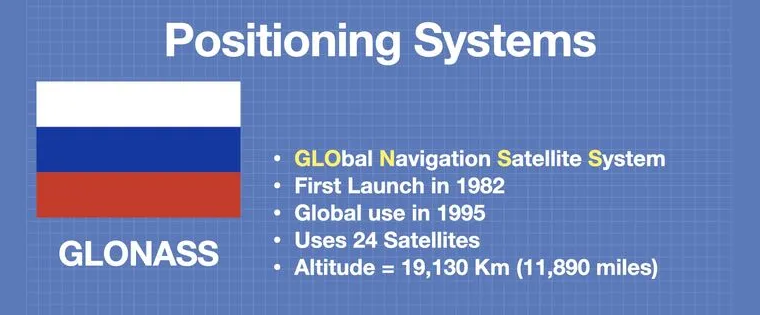 Positioning Systems
GLONASS
• GLObal Navigation Satellite System
• First Launch in 1982
• Global use in 1995
• Uses 24 Satellites
• Altitude = 19,130 Km (11,890 miles)